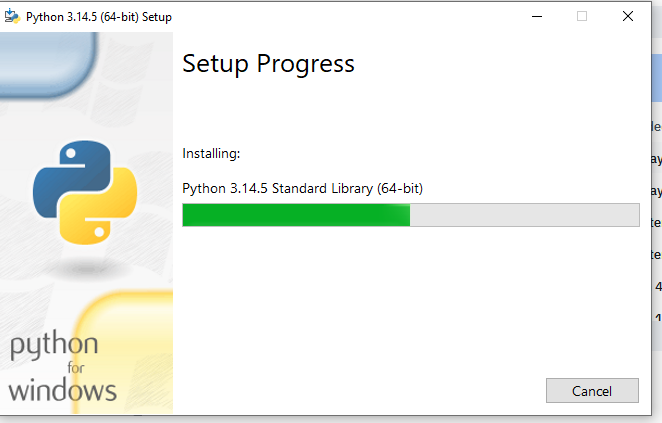 Python 3.14.5 (64-bit) Setup
Setup Progress
Installing:
Python 3.14.5 Standard Library (64-bit)
python
for
windows
Cancel